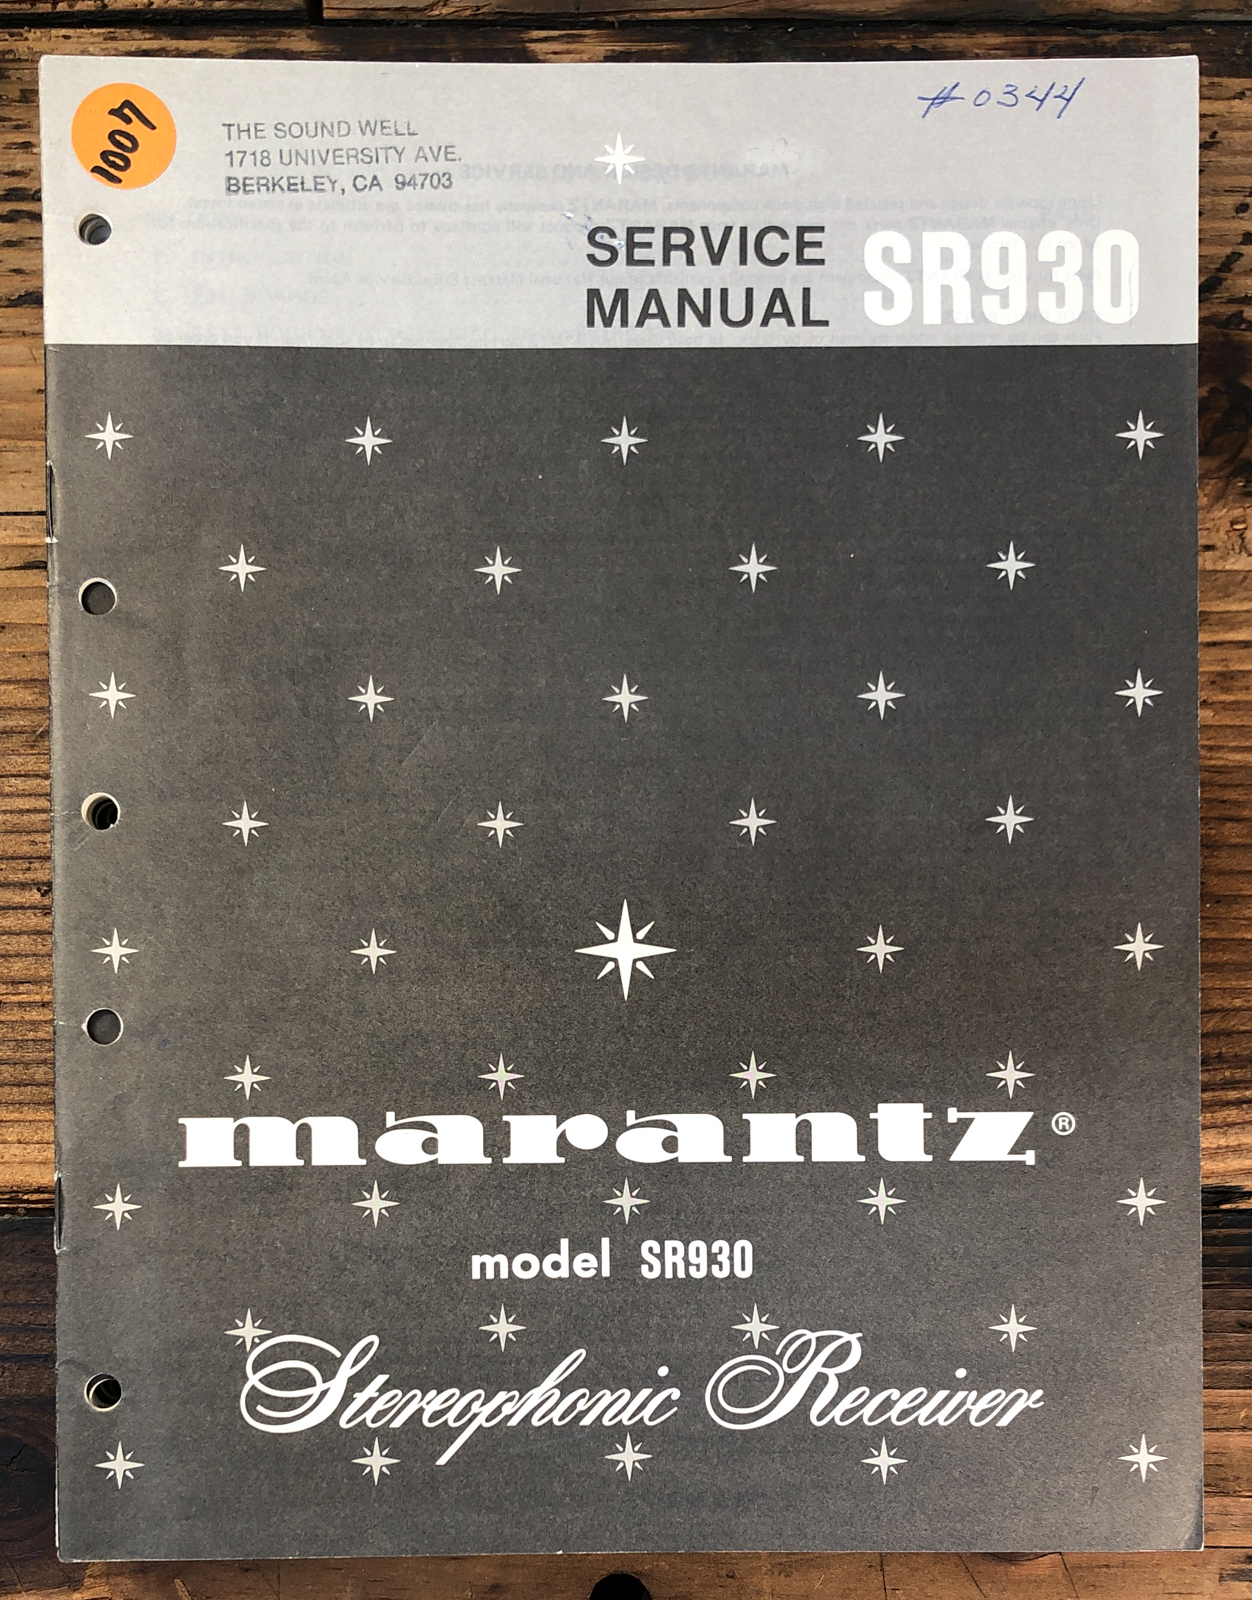 1007
THE SOUND WELL
1718 UNIVERSITY AVE.
BERKELEY, CA 94703
#0344
SERVICE
MANUAL
SR930
marantz®
model SR930
Stereophonic Receiver